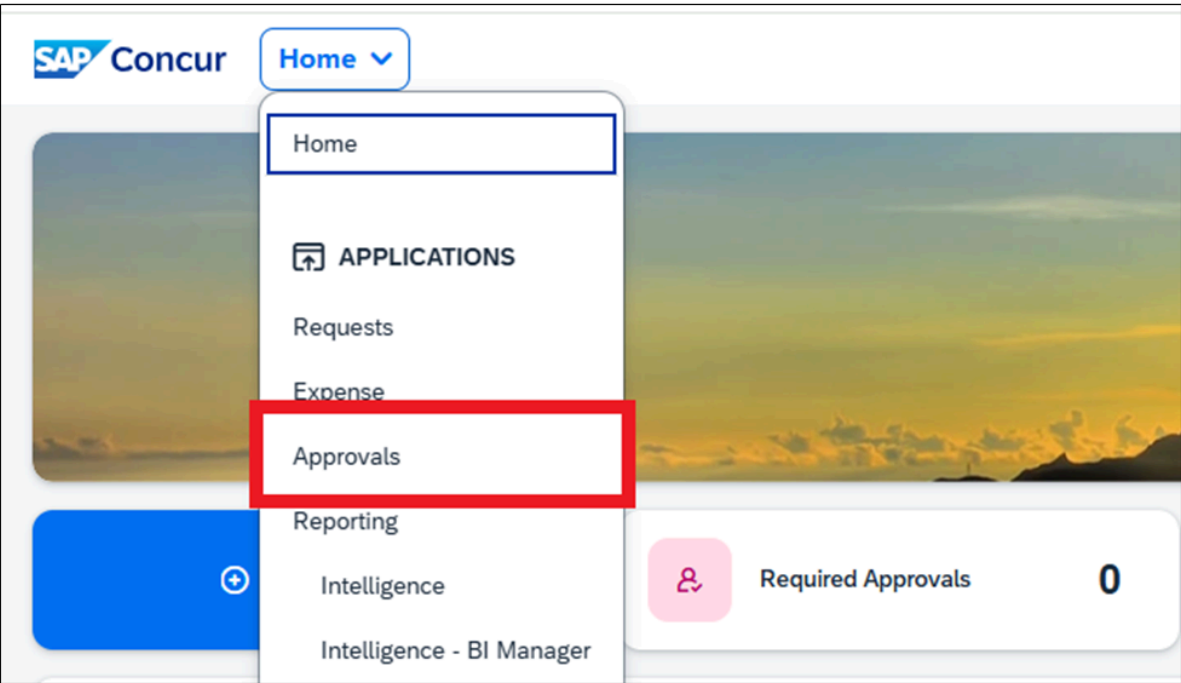 SAP Concur Home
Home
APPLICATIONS
Requests
Expense
Approvals
Reporting
Intelligence
Intelligence - BI Manager
Required Approvals 0